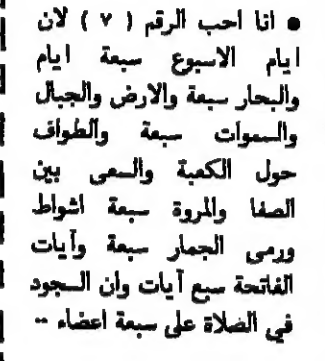 ● انا احب الرقم ( ٧ ) لان
ايام الاسبوع سبعة ايام
والبحار سبعة والارض والجبال
والسموات سبعة والطواف
حول الكعبة والسعى بين
الصفا والمروة سبعة اشواط
ورمى الجمار سبعة وآيات
الفاتحة سبع آيات وان السجود
في الصلاة على سبعة اعضاء ..